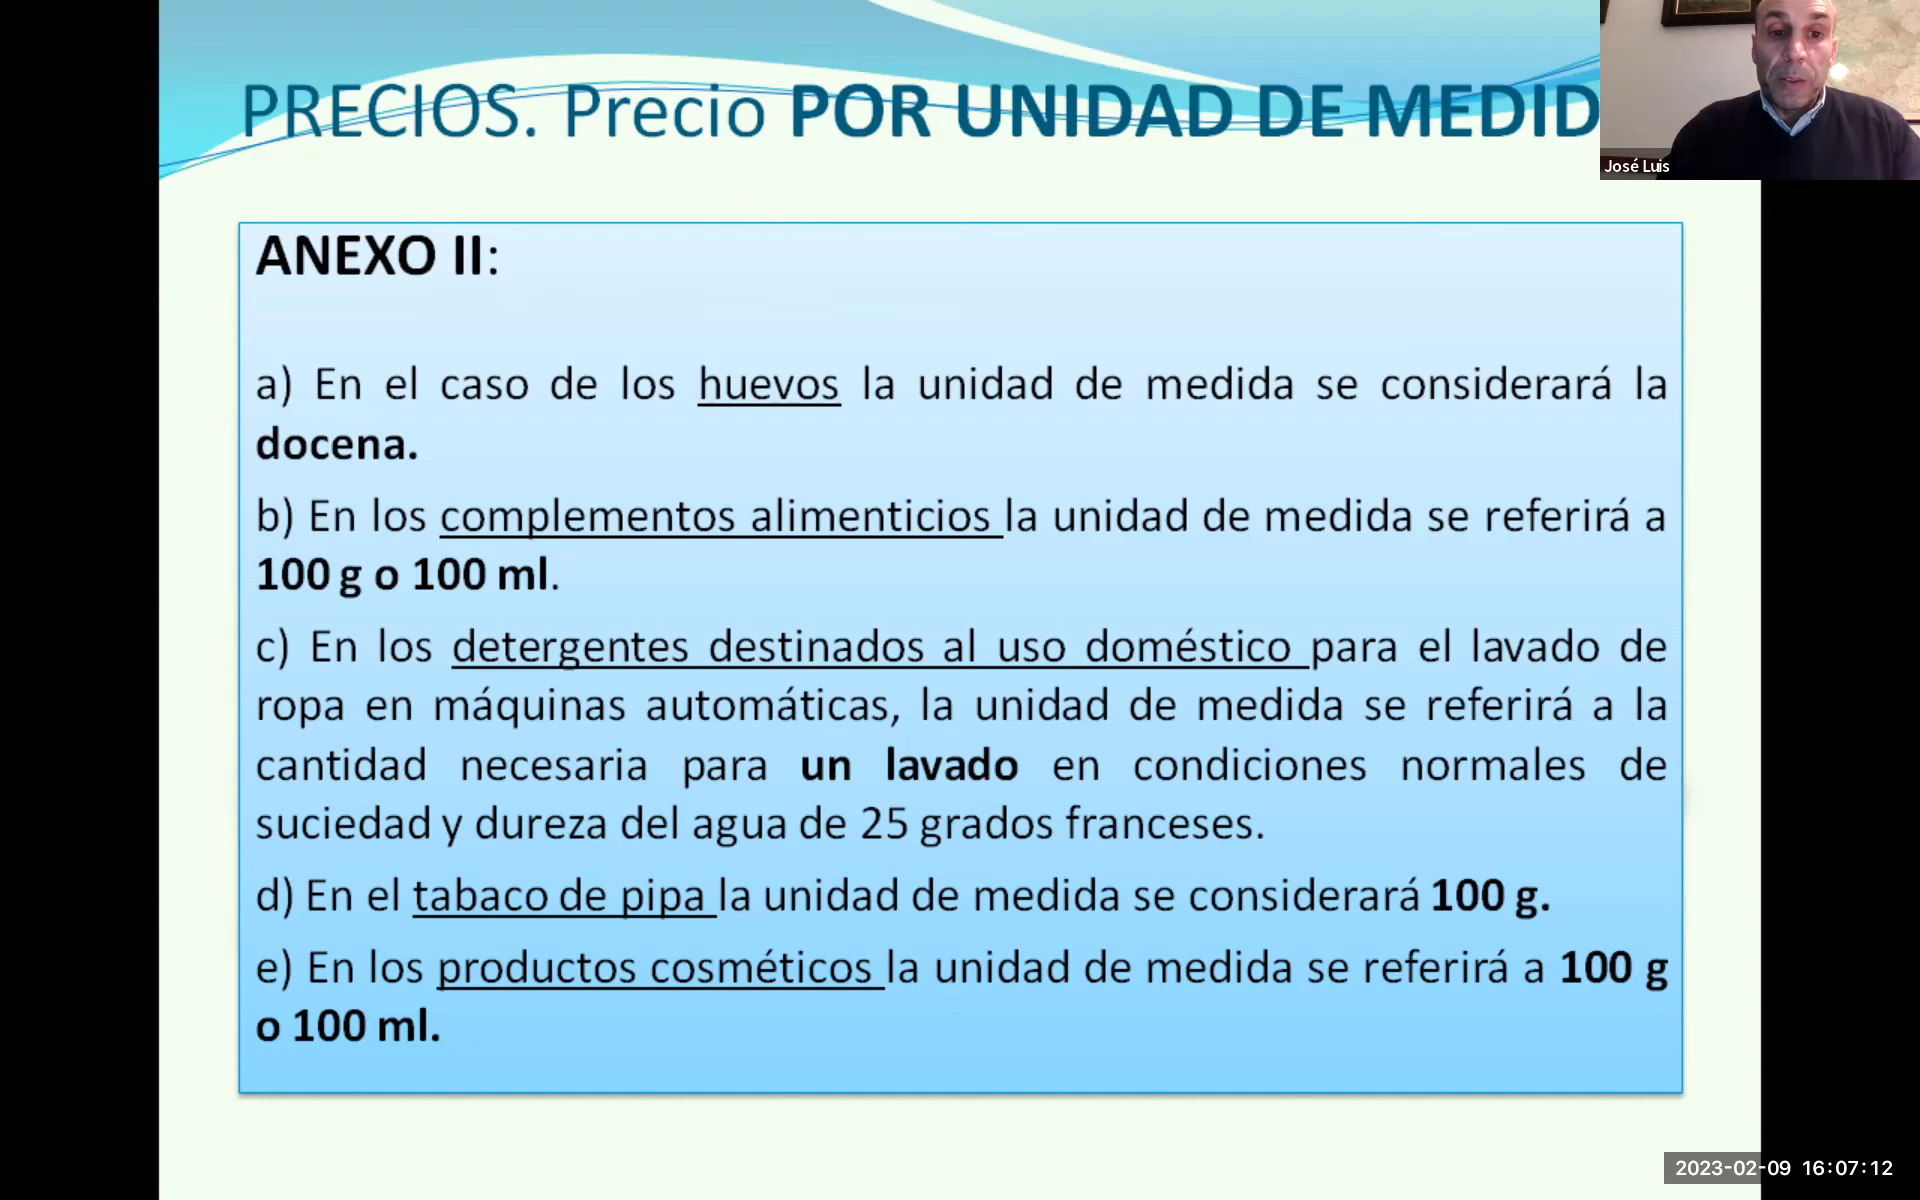 PRECIOS. Precio POR UNIDAD DE MEDID
José Luis
ANEXO II:
a) En el caso de los huevos la unidad de medida se considerará la
docena.
b) En los complementos alimenticios la unidad de medida se referirá a
100 g o 100 ml.
c) En los detergentes destinados al uso doméstico para el lavado de
ropa en máquinas automáticas, la unidad de medida se referirá a la
cantidad necesaria para un lavado en condiciones normales de
suciedad y dureza del agua de 25 grados franceses.
d) En el tabaco de pipa la unidad de medida se considerará 100 g.
e) En los productos cosméticos la unidad de medida se referirá a 100 g
o 100 ml.
2023-02-09 16:07:12